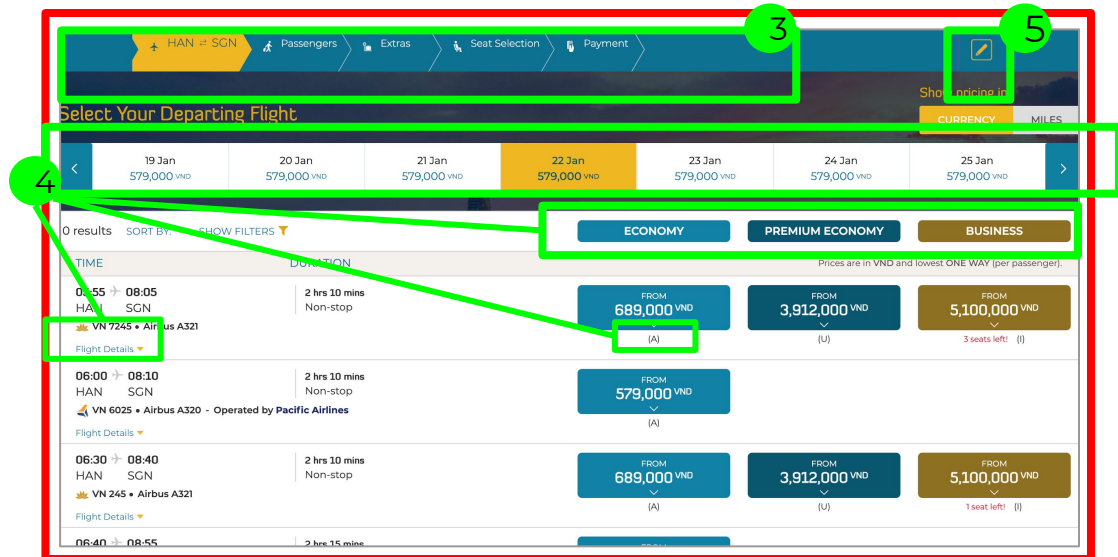 3
5
HAN ⇄ SGN Passengers Extras Seat Selection Payment
Show pricing in
Select Your Departing Flight
CURRENCY MILES
4
19 Jan 20 Jan 21 Jan 22 Jan 23 Jan 24 Jan 25 Jan
579,000 VND 579,000 VND 579,000 VND 579,000 VND 579,000 VND 579,000 VND 579,000 VND
0 results SORT BY: SHOW FILTERS ECONOMY PREMIUM ECONOMY BUSINESS
TIME DURATION Prices are in VND and lowest ONE WAY (per passenger).
08:05 2 hrs 10 mins FROM FROM FROM
HAN SGN Non-stop 689,000 VND 3,912,000 VND 5,100,000 VND
VN 7245 • Airbus A321 (A) (U) 3 seats left! (I)
Flight Details
06:00 08:10 2 hrs 10 mins FROM
HAN SGN Non-stop 579,000 VND
VN 6025 • Airbus A320 - Operated by Pacific Airlines (A)
Flight Details
06:30 08:40 2 hrs 10 mins FROM FROM FROM
HAN SGN Non-stop 689,000 VND 3,912,000 VND 5,100,000 VND
VN 245 • Airbus A321 (A) (U) 1 seat left! (I)
Flight Details
06:40 08:55 2 hrs 15 mins FROM